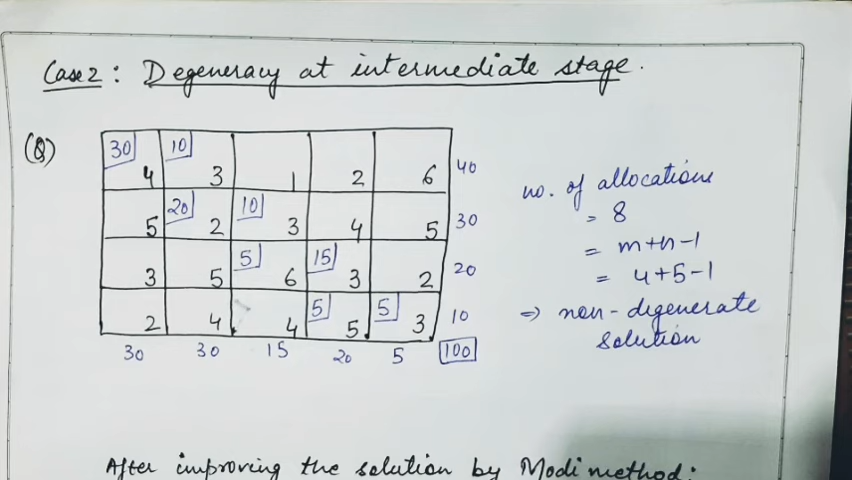 Case 2 : Degeneracy at intermediate stage.
(Q)
30 10
4 3 1 2 6 40
20 10
5 2 3 4 5 30
5 15
3 5 6 3 2 20
5 5
2 4 4 5 3 10
30 30 15 20 5 100
no. of allocations
= 8
= m+n-1
= 4+5-1
⇒ non-degenerate
solution
After improving the solution by Modi method: